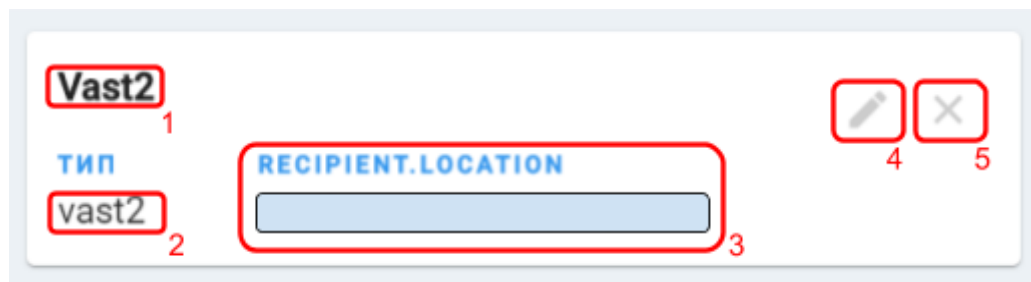 Vast2
1
4 5
ТИП RECIPIENT.LOCATION
vast2
2 3